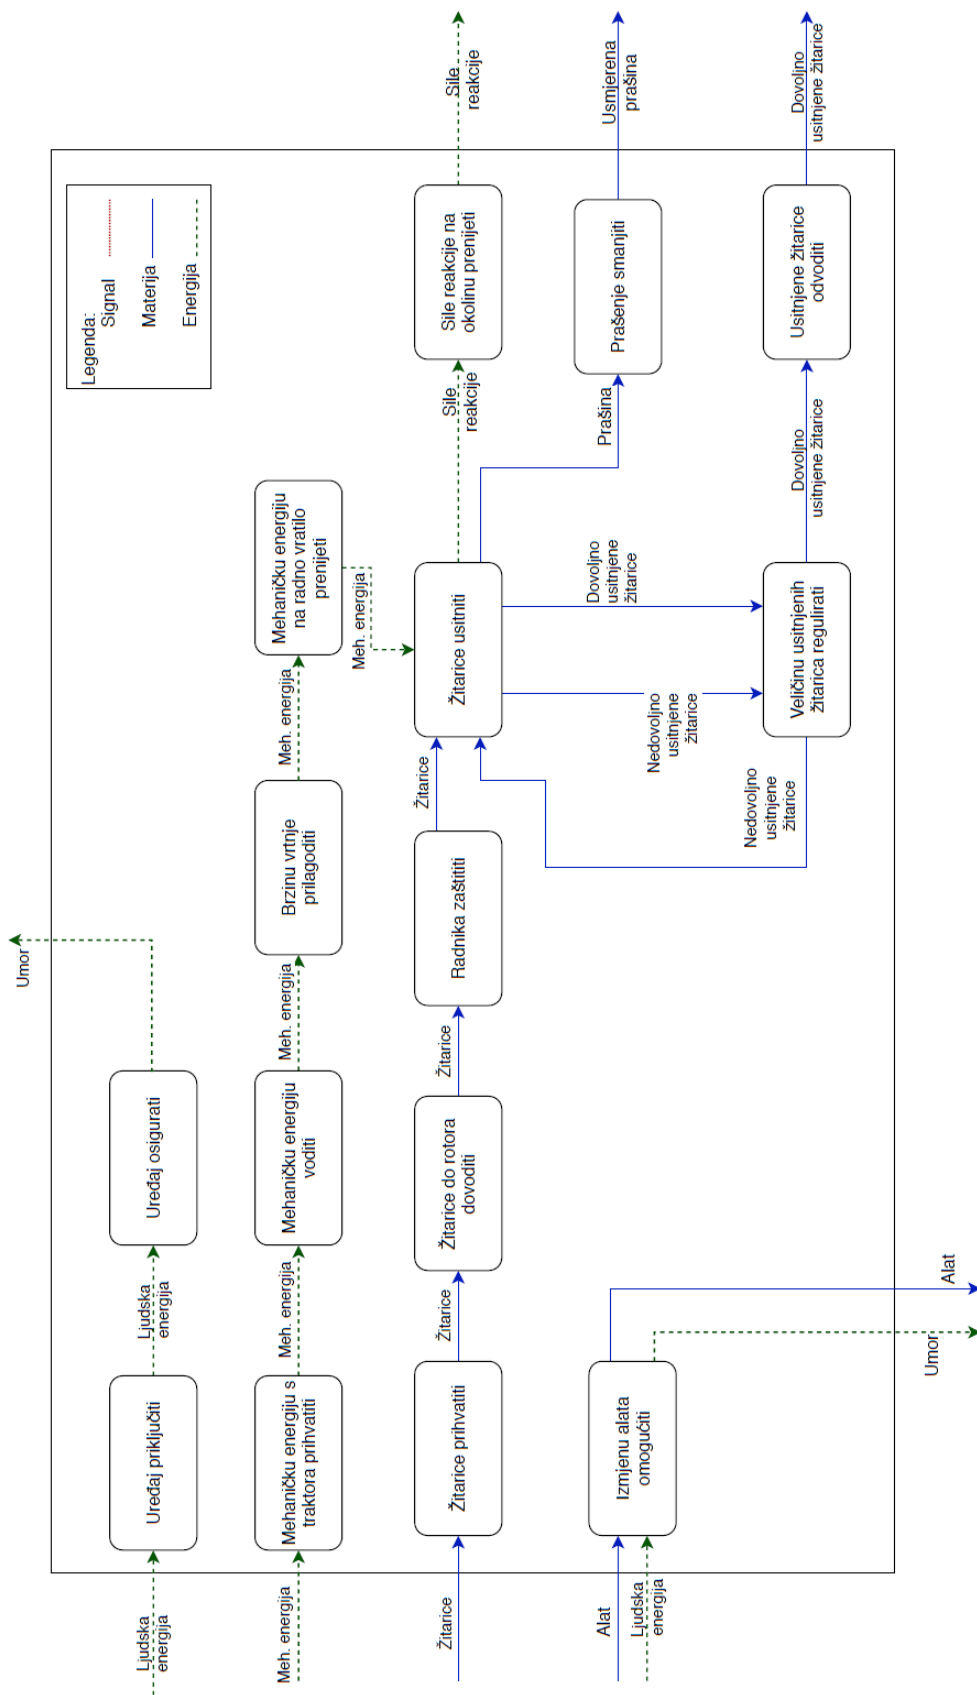 Legenda:
Signal
Materija
Energija
Ljudska
energija
Uređaj priključiti
Ljudska
energija
Uređaj osigurati
Umor
Meh. energija
Mehaničku energiju s
traktora prihvatiti
Meh. energija
Mehaničku energiju
voditi
Meh. energija
Brzinu vrtnje
prilagoditi
Meh. energija
Mehaničku energiju
na radno vratilo
prenijeti
Meh. energija
Žitarice
Žitarice prihvatiti
Žitarice
Žitarice do rotora
dovoditi
Žitarice
Radnika zaštititi
Žitarice
Žitarice usitniti
Sile
reakcije
Sile reakcije na
okolinu prenijeti
Sile
reakcije
Prašina
Prašenje smanjiti
Usmjerena
prašina
Nedovoljno
usitnjene
žitarice
Dovoljno
usitnjene
žitarice
Nedovoljno
usitnjene
žitarice
Veličinu usitnjenih
žitarica regulirati
Dovoljno
usitnjene žitarice
Usitnjene žitarice
odvoditi
Dovoljno
usitnjene žitarice
Alat
Ljudska
energija
Izmjenu alata
omogućiti
Umor
Alat